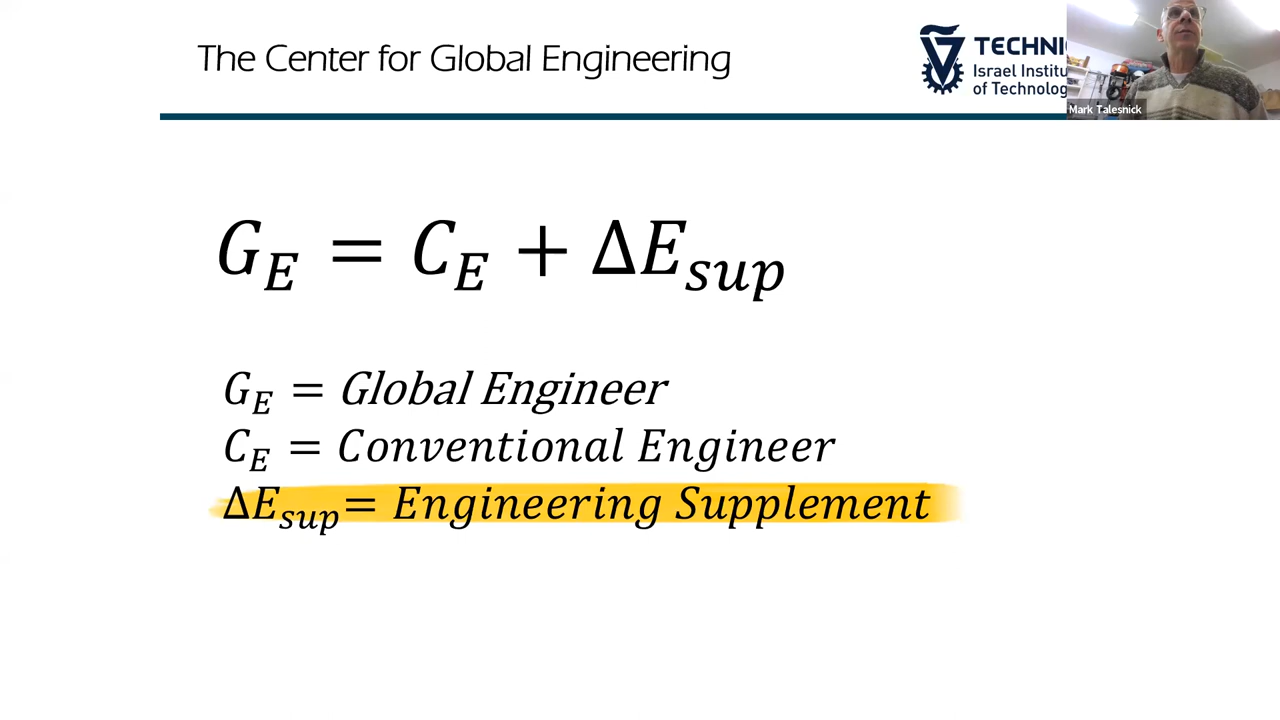 The Center for Global Engineering
TECHNI
Israel Institu
of Technolog
Mark Talesnick
G_E = C_E + ΔE_sup
G_E = Global Engineer
C_E = Conventional Engineer
ΔE_sup = Engineering Supplement